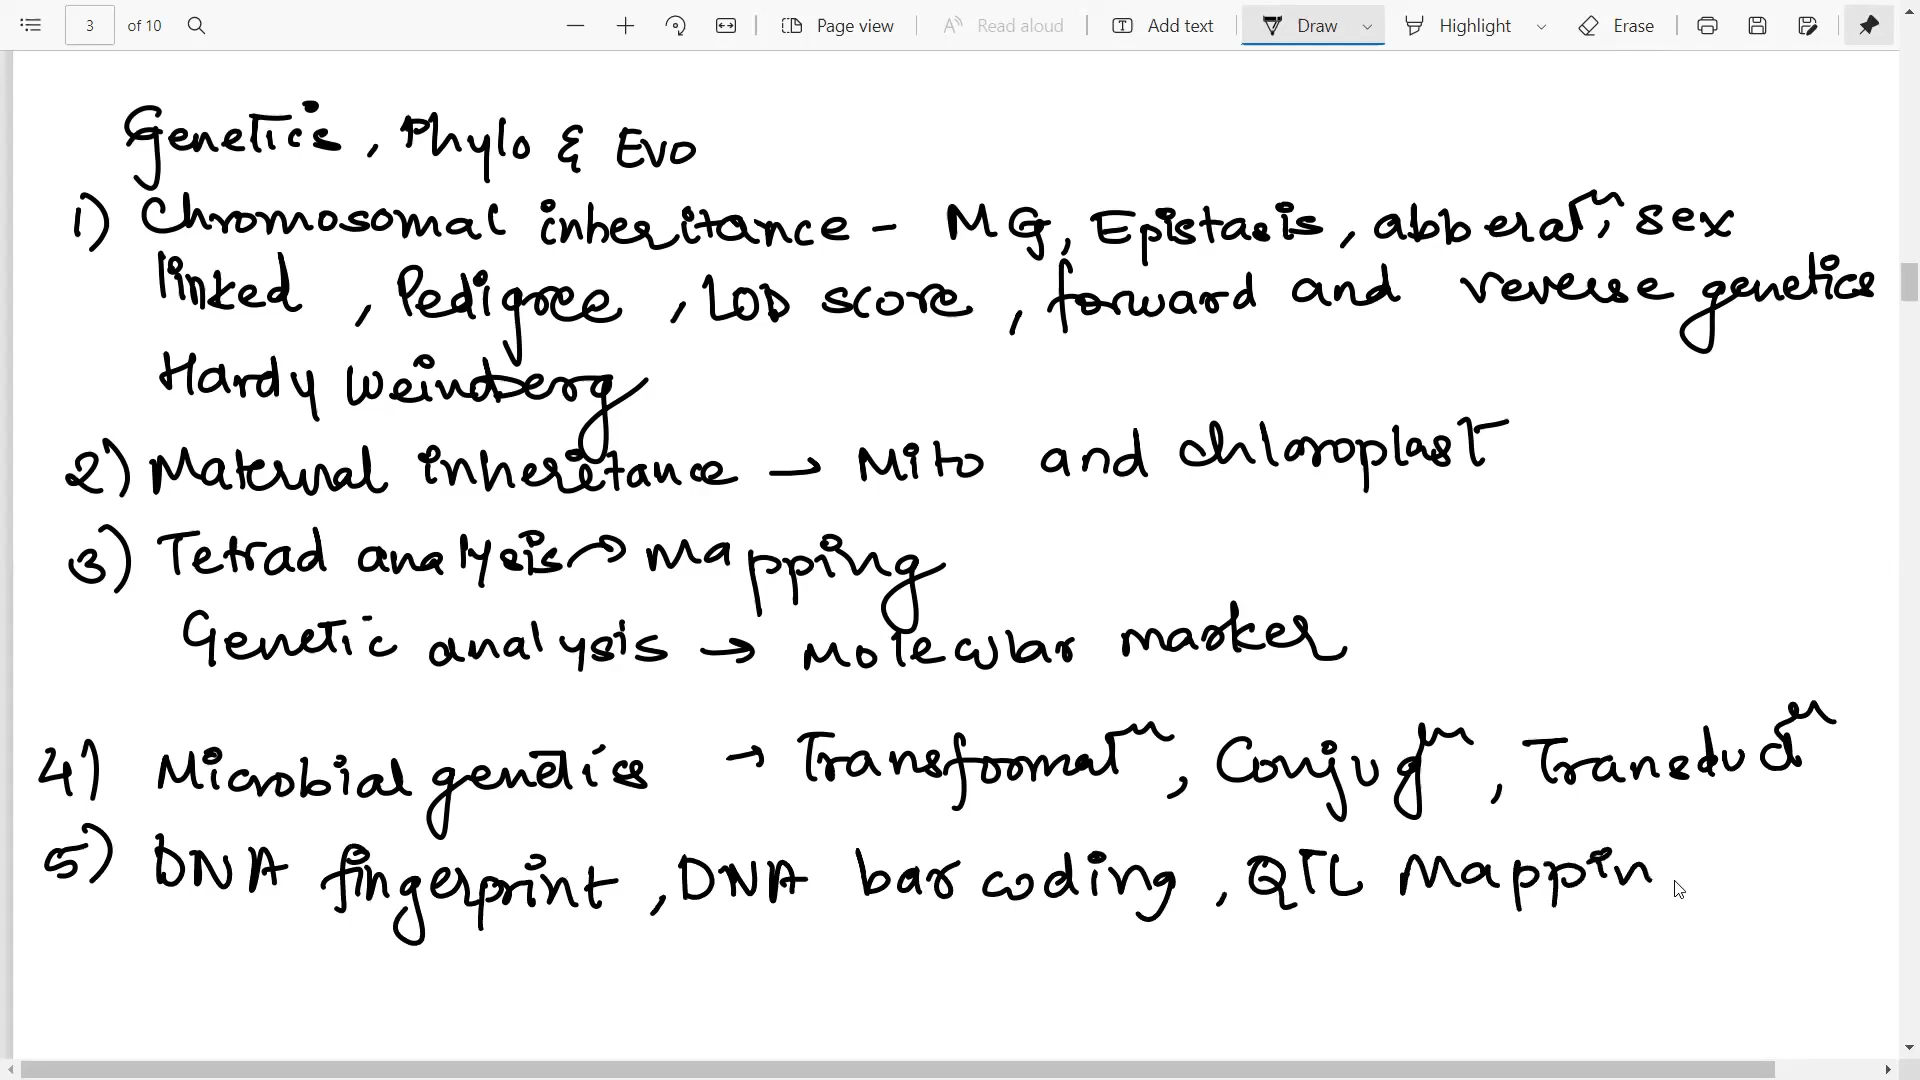 3 of 10 Page view Read aloud Add text Draw Highlight Erase
Genetics, Phylo & Evo
1) Chromosomal inheritance - MG, Epistasis, abberatn, sex
linked, Pedigree, LOD score, forward and reverse genetics
Hardy Weindberg
2) Maternal inheritance → Mito and chloroplast
3) Tetrad analysis → mapping
Genetic analysis → Molecular marker
4) Microbial genetics → Transformatn, Conjugn, Transductn
5) DNA fingerprint, DNA bar coding, QTL Mappin